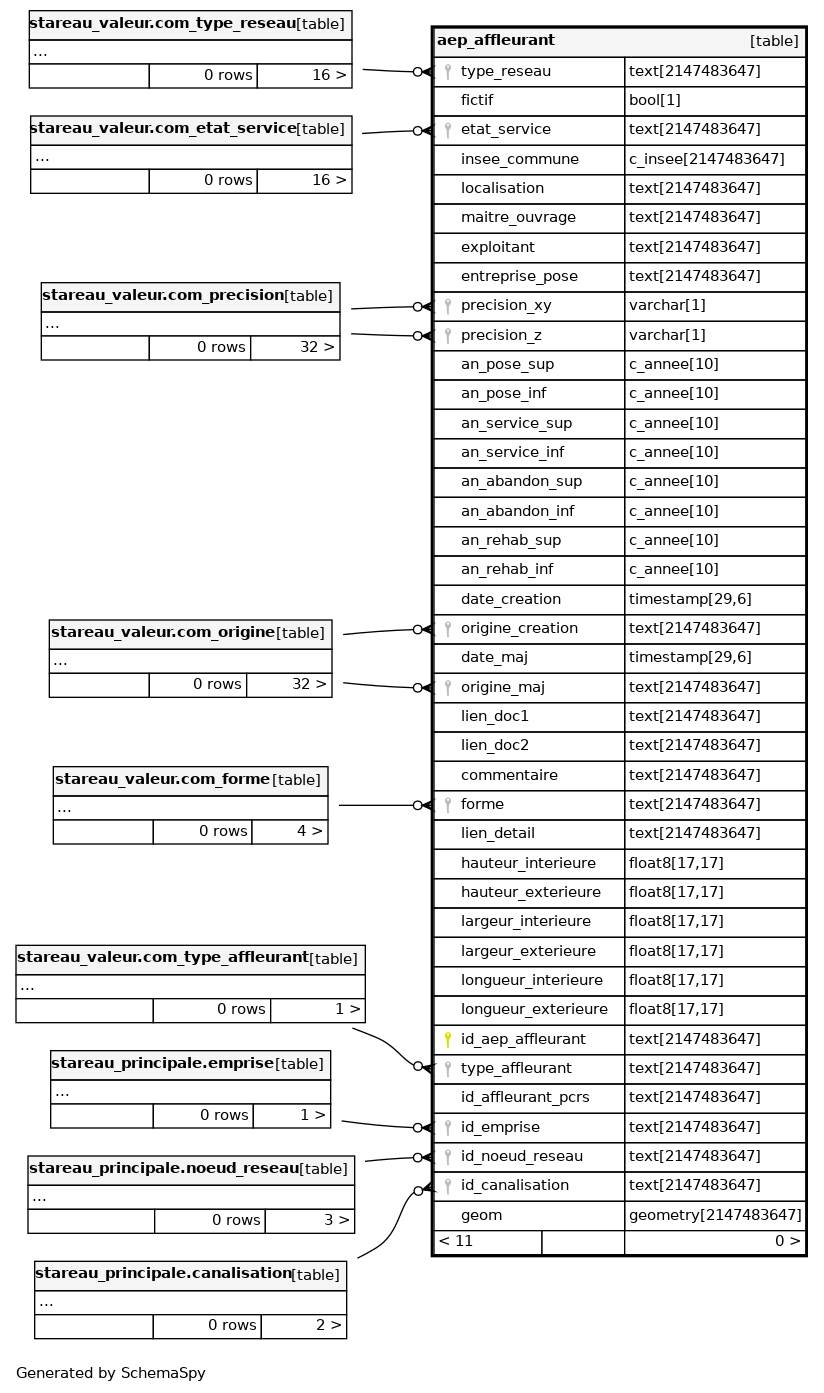 stareau_valeur.com_type_reseau[table]
...
0 rows 16 >
stareau_valeur.com_etat_service[table]
...
0 rows 16 >
stareau_valeur.com_precision[table]
...
0 rows 32 >
stareau_valeur.com_origine[table]
...
0 rows 32 >
stareau_valeur.com_forme[table]
...
0 rows 4 >
stareau_valeur.com_type_affleurant[table]
...
0 rows 1 >
stareau_principale.emprise[table]
...
0 rows 1 >
stareau_principale.noeud_reseau[table]
...
0 rows 3 >
stareau_principale.canalisation[table]
...
0 rows 2 >
aep_affleurant [table]
type_reseau text[2147483647]
fictif bool[1]
etat_service text[2147483647]
insee_commune c_insee[2147483647]
localisation text[2147483647]
maitre_ouvrage text[2147483647]
exploitant text[2147483647]
entreprise_pose text[2147483647]
precision_xy varchar[1]
precision_z varchar[1]
an_pose_sup c_annee[10]
an_pose_inf c_annee[10]
an_service_sup c_annee[10]
an_service_inf c_annee[10]
an_abandon_sup c_annee[10]
an_abandon_inf c_annee[10]
an_rehab_sup c_annee[10]
an_rehab_inf c_annee[10]
date_creation timestamp[29,6]
origine_creation text[2147483647]
date_maj timestamp[29,6]
origine_maj text[2147483647]
lien_doc1 text[2147483647]
lien_doc2 text[2147483647]
commentaire text[2147483647]
forme text[2147483647]
lien_detail text[2147483647]
hauteur_interieure float8[17,17]
hauteur_exterieure float8[17,17]
largeur_interieure float8[17,17]
largeur_exterieure float8[17,17]
longueur_interieure float8[17,17]
longueur_exterieure float8[17,17]
id_aep_affleurant text[2147483647]
type_affleurant text[2147483647]
id_affleurant_pcrs text[2147483647]
id_emprise text[2147483647]
id_noeud_reseau text[2147483647]
id_canalisation text[2147483647]
geom geometry[2147483647]
< 11 0 >
Generated by SchemaSpy